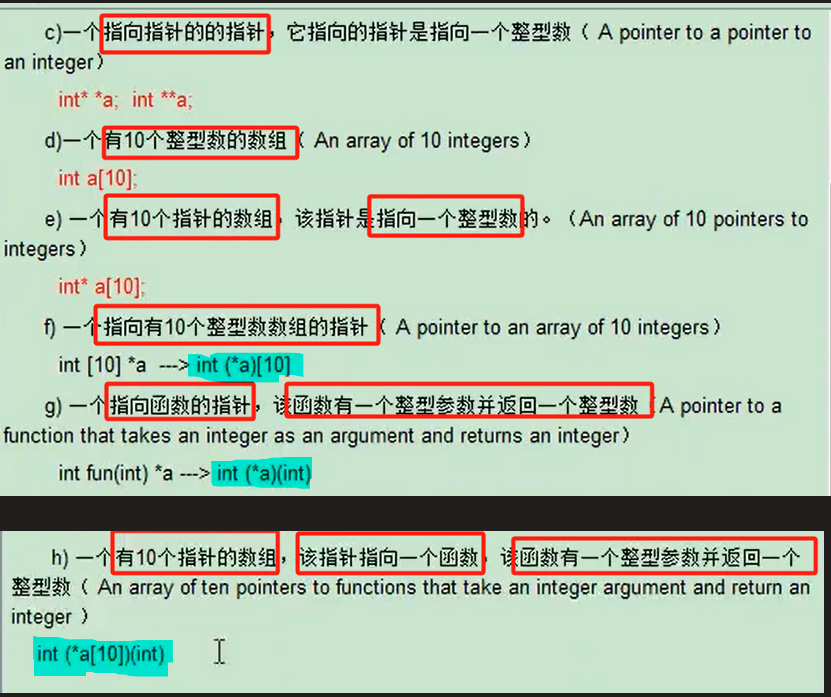 c)一个指向指针的的指针，它指向的指针是指向一个整型数（ A pointer to a pointer to
an integer）
int* *a;  int **a;
d)一个有10个整型数的数组（ An array of 10 integers）
int a[10];
e) 一个有10个指针的数组，该指针是指向一个整型数的。（An array of 10 pointers to
integers）
int* a[10];
f) 一个指向有10个整型数数组的指针（ A pointer to an array of 10 integers）
int [10] *a  ---> int (*a)[10]
g) 一个指向函数的指针，该函数有一个整型参数并返回一个整型数（A pointer to a
function that takes an integer as an argument and returns an integer）
int fun(int) *a ---> int (*a)(int)
h) 一个有10个指针的数组，该指针指向一个函数，该函数有一个整型参数并返回一个
整型数（ An array of ten pointers to functions that take an integer argument and return an
integer ）
int (*a[10])(int)